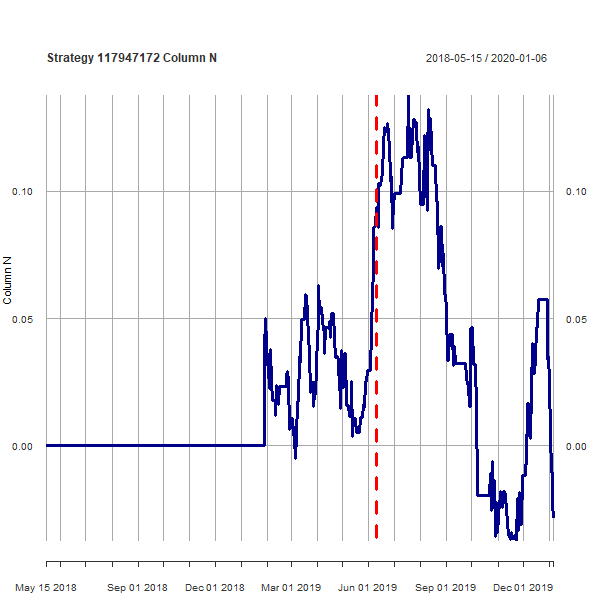 Strategy 117947172 Column N
2018-05-15 / 2020-01-06
Column N
0.10
0.05
0.00
0.10
0.05
0.00
May 15 2018
Sep 01 2018
Dec 01 2018
Mar 01 2019
Jun 01 2019
Sep 01 2019
Dec 01 2019